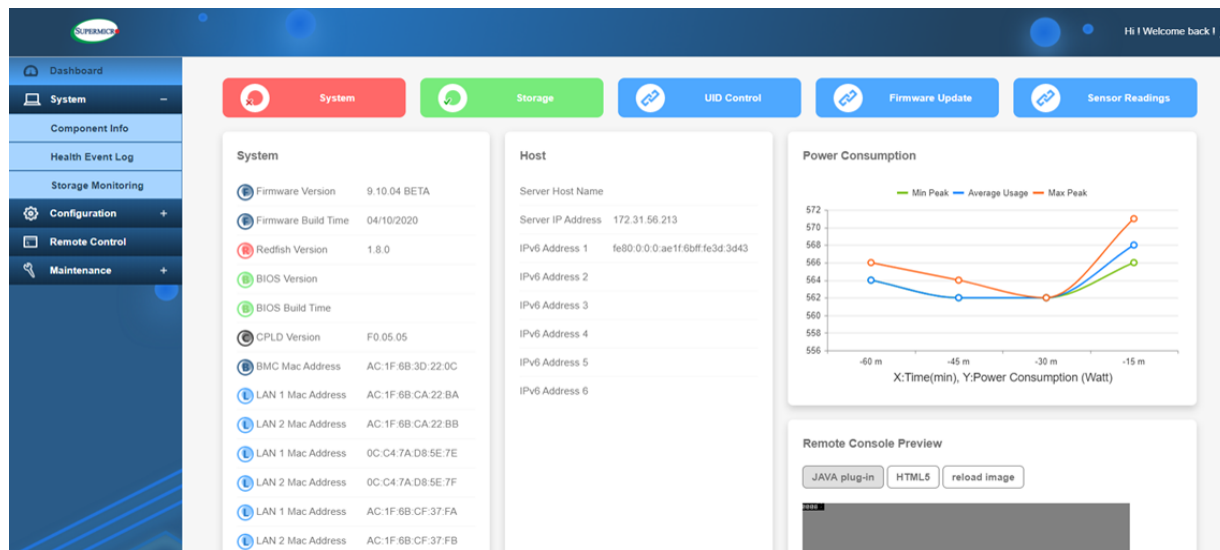 SUPERMICR
Hi ! Welcome back !
Dashboard
System −
Component Info
Health Event Log
Storage Monitoring
Configuration +
Remote Control
Maintenance +
System
Storage
UID Control
Firmware Update
Sensor Readings
System
F Firmware Version 9.10.04 BETA
F Firmware Build Time 04/10/2020
R Redfish Version 1.8.0
B BIOS Version
B BIOS Build Time
C CPLD Version F0.05.05
B BMC Mac Address AC:1F:6B:3D:22:0C
L LAN 1 Mac Address AC:1F:6B:CA:22:BA
L LAN 2 Mac Address AC:1F:6B:CA:22:BB
L LAN 1 Mac Address 0C:C4:7A:D8:5E:7E
L LAN 2 Mac Address 0C:C4:7A:D8:5E:7F
L LAN 1 Mac Address AC:1F:6B:CF:37:FA
L LAN 2 Mac Address AC:1F:6B:CF:37:FB
Host
Server Host Name
Server IP Address 172.31.56.213
IPv6 Address 1 fe80:0:0:0:ae1f:6bff:fe3d:3d43
IPv6 Address 2
IPv6 Address 3
IPv6 Address 4
IPv6 Address 5
IPv6 Address 6
Power Consumption
Min Peak Average Usage Max Peak
572
570
568
566
564
562
560
558
556
-60 m -45 m -30 m -15 m
X:Time(min), Y:Power Consumption (Watt)
Remote Console Preview
JAVA plug-in HTML5 reload image